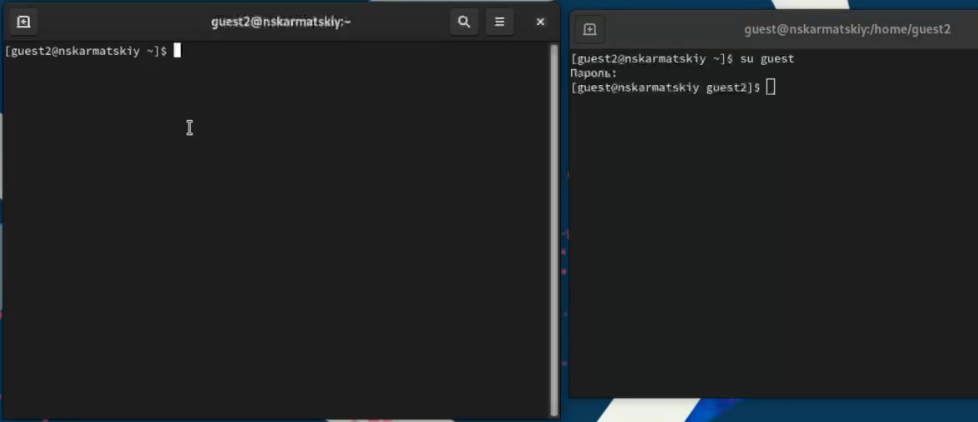 guest2@nskarmatskiy:~
[guest2@nskarmatskiy ~]$
guest@nskarmatskiy:/home/guest2
[guest2@nskarmatskiy ~]$ su guest
Пароль:
[guest@nskarmatskiy guest2]$